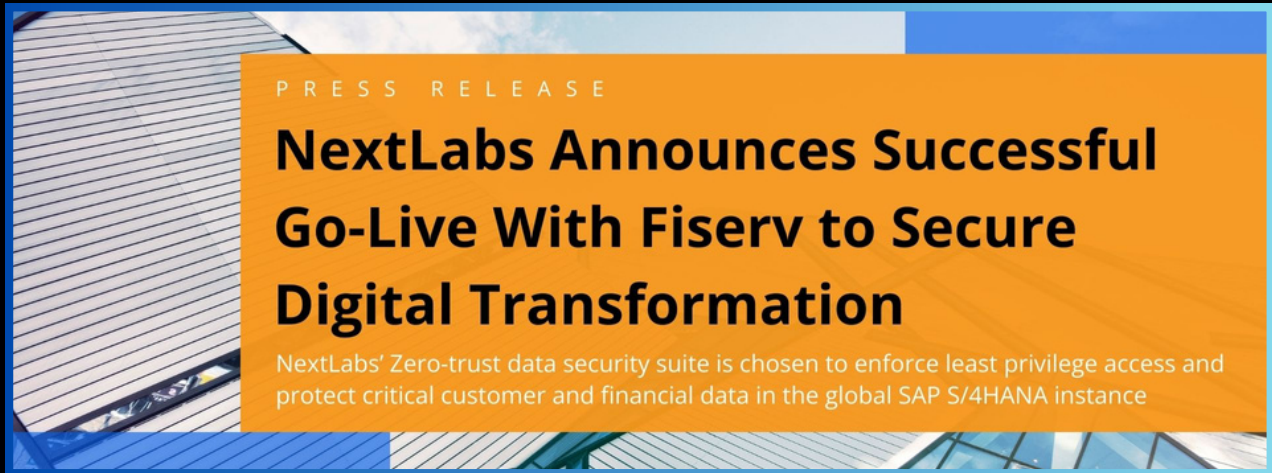 PRESS RELEASE
NextLabs Announces Successful
Go-Live With Fiserv to Secure
Digital Transformation
NextLabs’ Zero-trust data security suite is chosen to enforce least privilege access and
protect critical customer and financial data in the global SAP S/4HANA instance